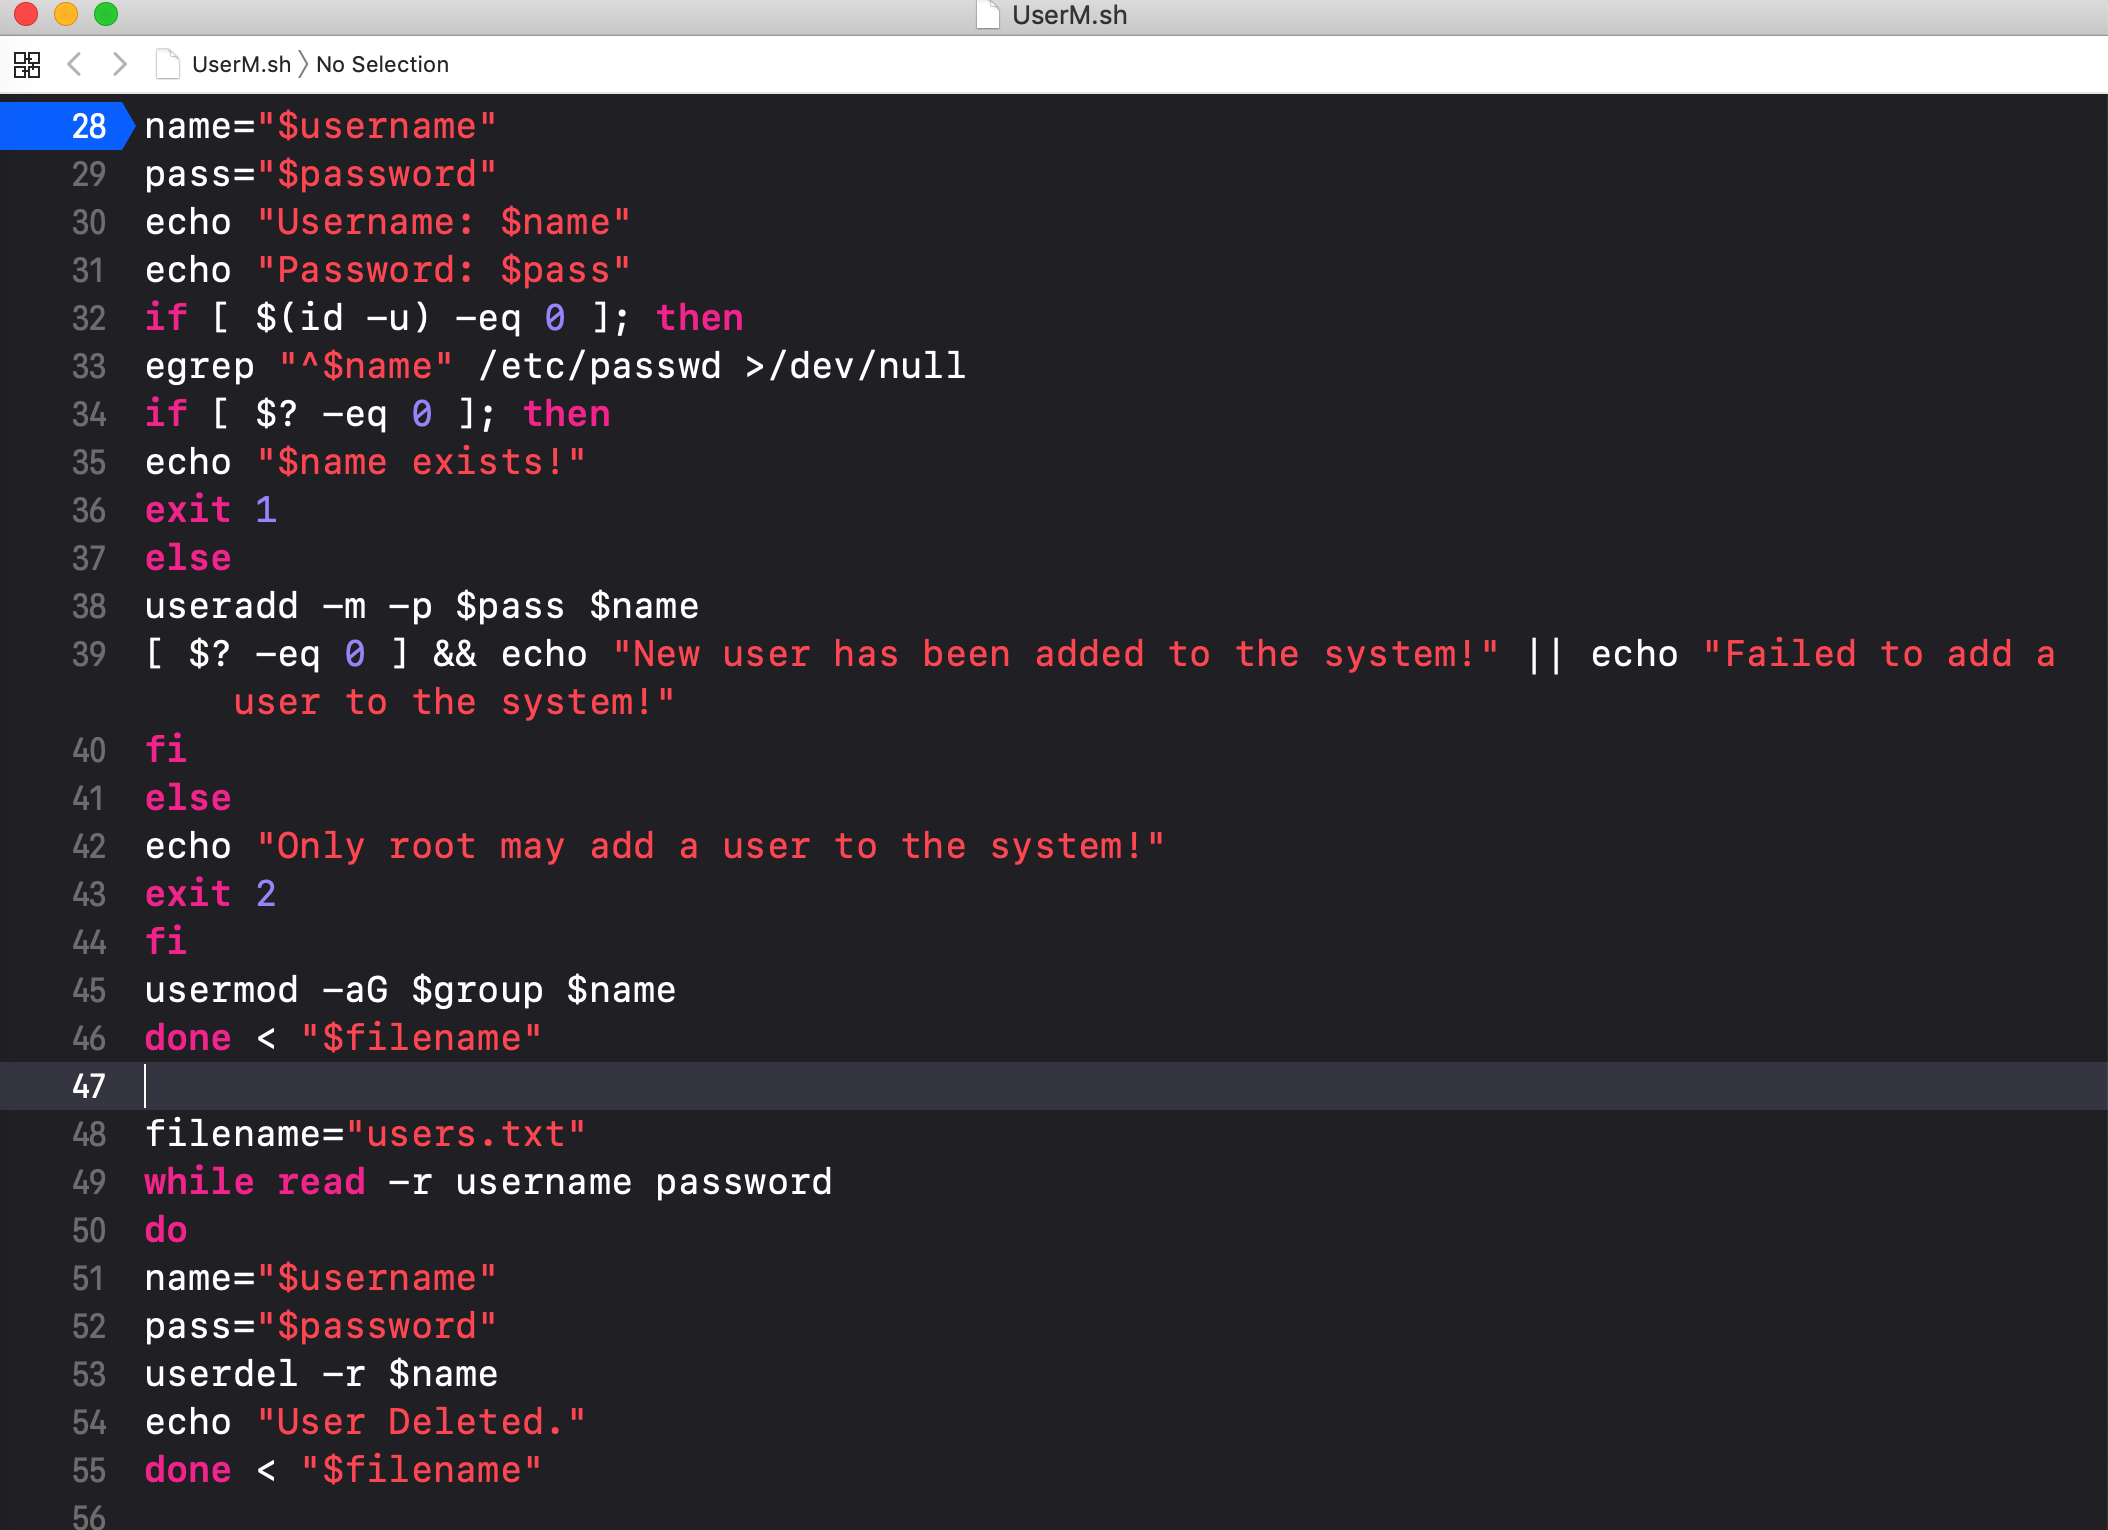 UserM.sh
UserM.sh 〉 No Selection
28 name="$username"
29 pass="$password"
30 echo "Username: $name"
31 echo "Password: $pass"
32 if [ $(id -u) -eq 0 ]; then
33 egrep "^$name" /etc/passwd >/dev/null
34 if [ $? -eq 0 ]; then
35 echo "$name exists!"
36 exit 1
37 else
38 useradd -m -p $pass $name
39 [ $? -eq 0 ] && echo "New user has been added to the system!" || echo "Failed to add a
user to the system!"
40 fi
41 else
42 echo "Only root may add a user to the system!"
43 exit 2
44 fi
45 usermod -aG $group $name
46 done < "$filename"
47
48 filename="users.txt"
49 while read -r username password
50 do
51 name="$username"
52 pass="$password"
53 userdel -r $name
54 echo "User Deleted."
55 done < "$filename"
56